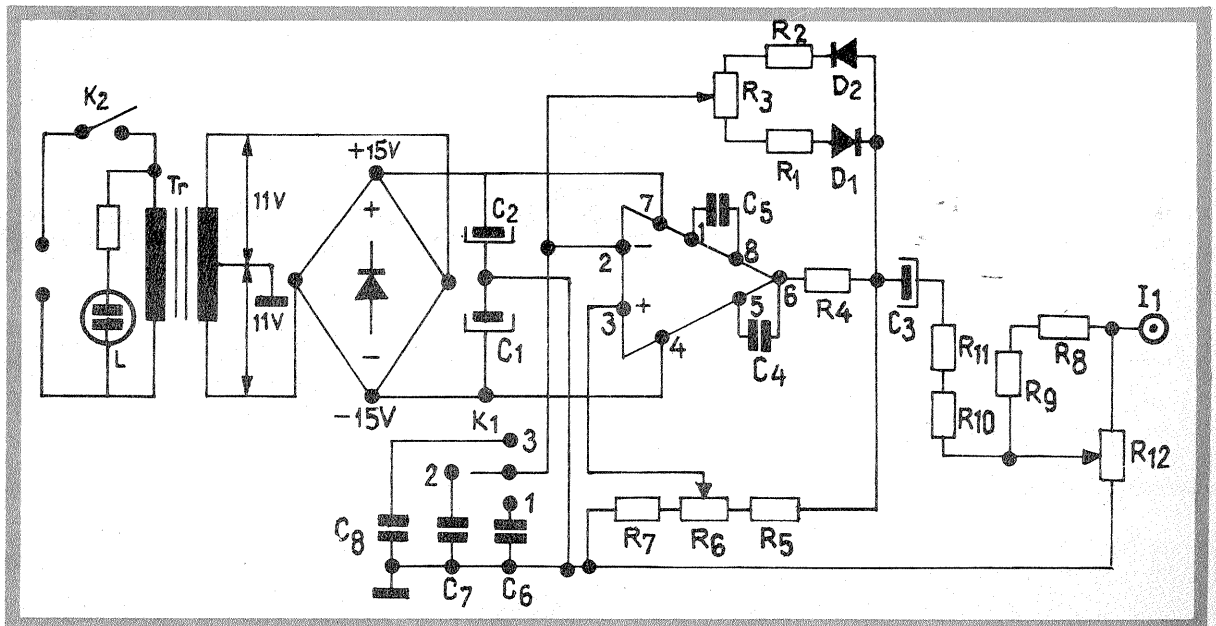 R2
D2
R3
R1
D1
K2
Tr
11V
11V
L
+15V
+
−
−15V
C2
C1
7
1
C5
8
2
−
3
+
4
5
6
C4
R4
C3
R11
R10
R9
R8
I1
R12
K1
3
2
1
C8
C7
C6
R7
R6
R5